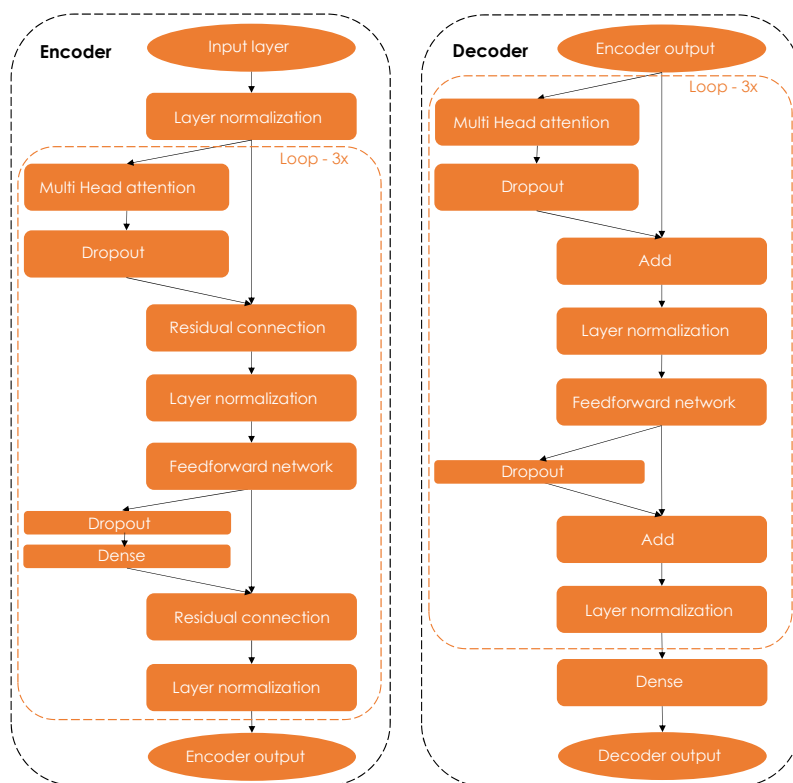 Encoder
Input layer
Layer normalization
Loop - 3x
Multi Head attention
Dropout
Residual connection
Layer normalization
Feedforward network
Dropout
Dense
Residual connection
Layer normalization
Encoder output
Decoder
Encoder output
Loop - 3x
Multi Head attention
Dropout
Add
Layer normalization
Feedforward network
Dropout
Add
Layer normalization
Dense
Decoder output